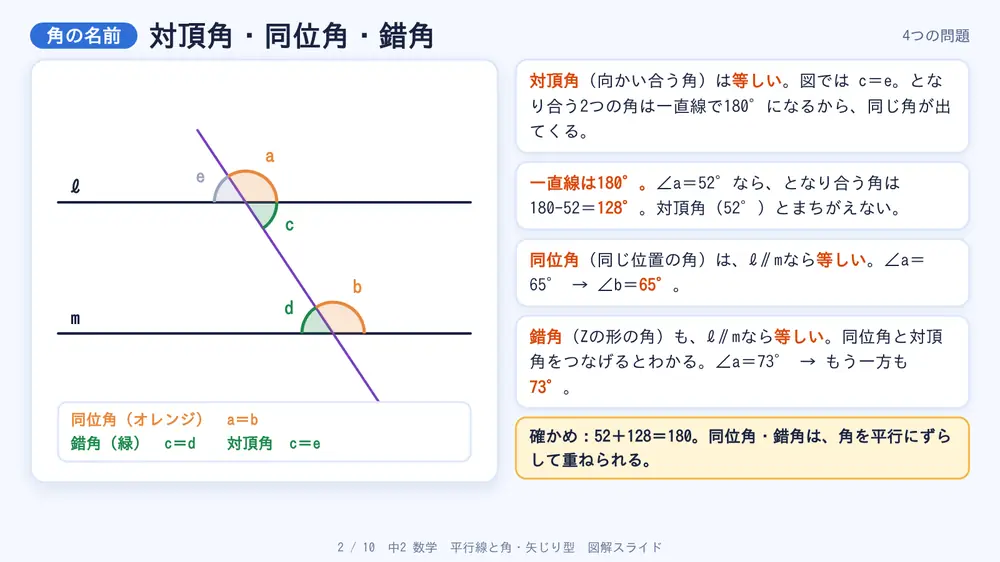 角の名前
対頂角・同位角・錯角
4つの問題
a
e
ℓ
c
b
d
m
同位角（オレンジ） a＝b
錯角（緑） c＝d 対頂角 c＝e
対頂角（向かい合う角）は等しい。図では c＝e。とな
り合う2つの角は一直線で180°になるから、同じ角が出
てくる。
一直線は180°。∠a＝52°なら、となり合う角は
180-52＝128°。対頂角（52°）とまちがえない。
同位角（同じ位置の角）は、ℓ∥mなら等しい。∠a＝
65° → ∠b＝65°。
錯角（Zの形の角）も、ℓ∥mなら等しい。同位角と対頂
角をつなげるとわかる。∠a＝73° → もう一方も
73°。
確かめ：52＋128＝180。同位角・錯角は、角を平行にずら
して重ねられる。
2 / 10 中2 数学 平行線と角・矢じり型 図解スライド